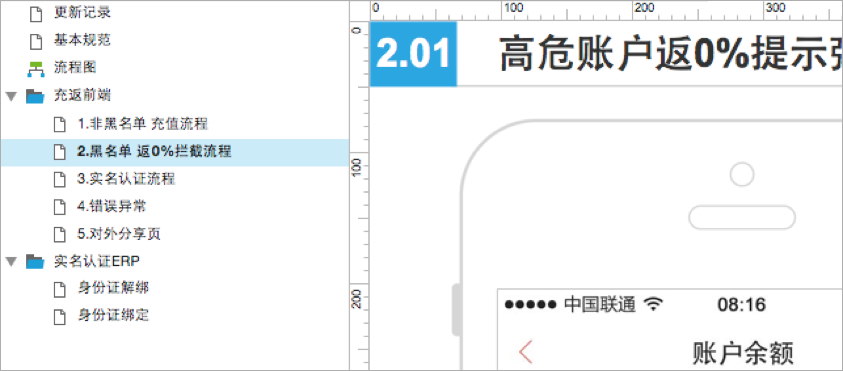 更新记录
基本规范
流程图
充返前端
1.非黑名单 充值流程
2.黑名单 返0%拦截流程
3.实名认证流程
4.错误异常
5.对外分享页
实名认证ERP
身份证解绑
身份证绑定
0 100 200 300
0
100
200
2.01 高危账户返0%提示
中国联通 08:16
账户余额